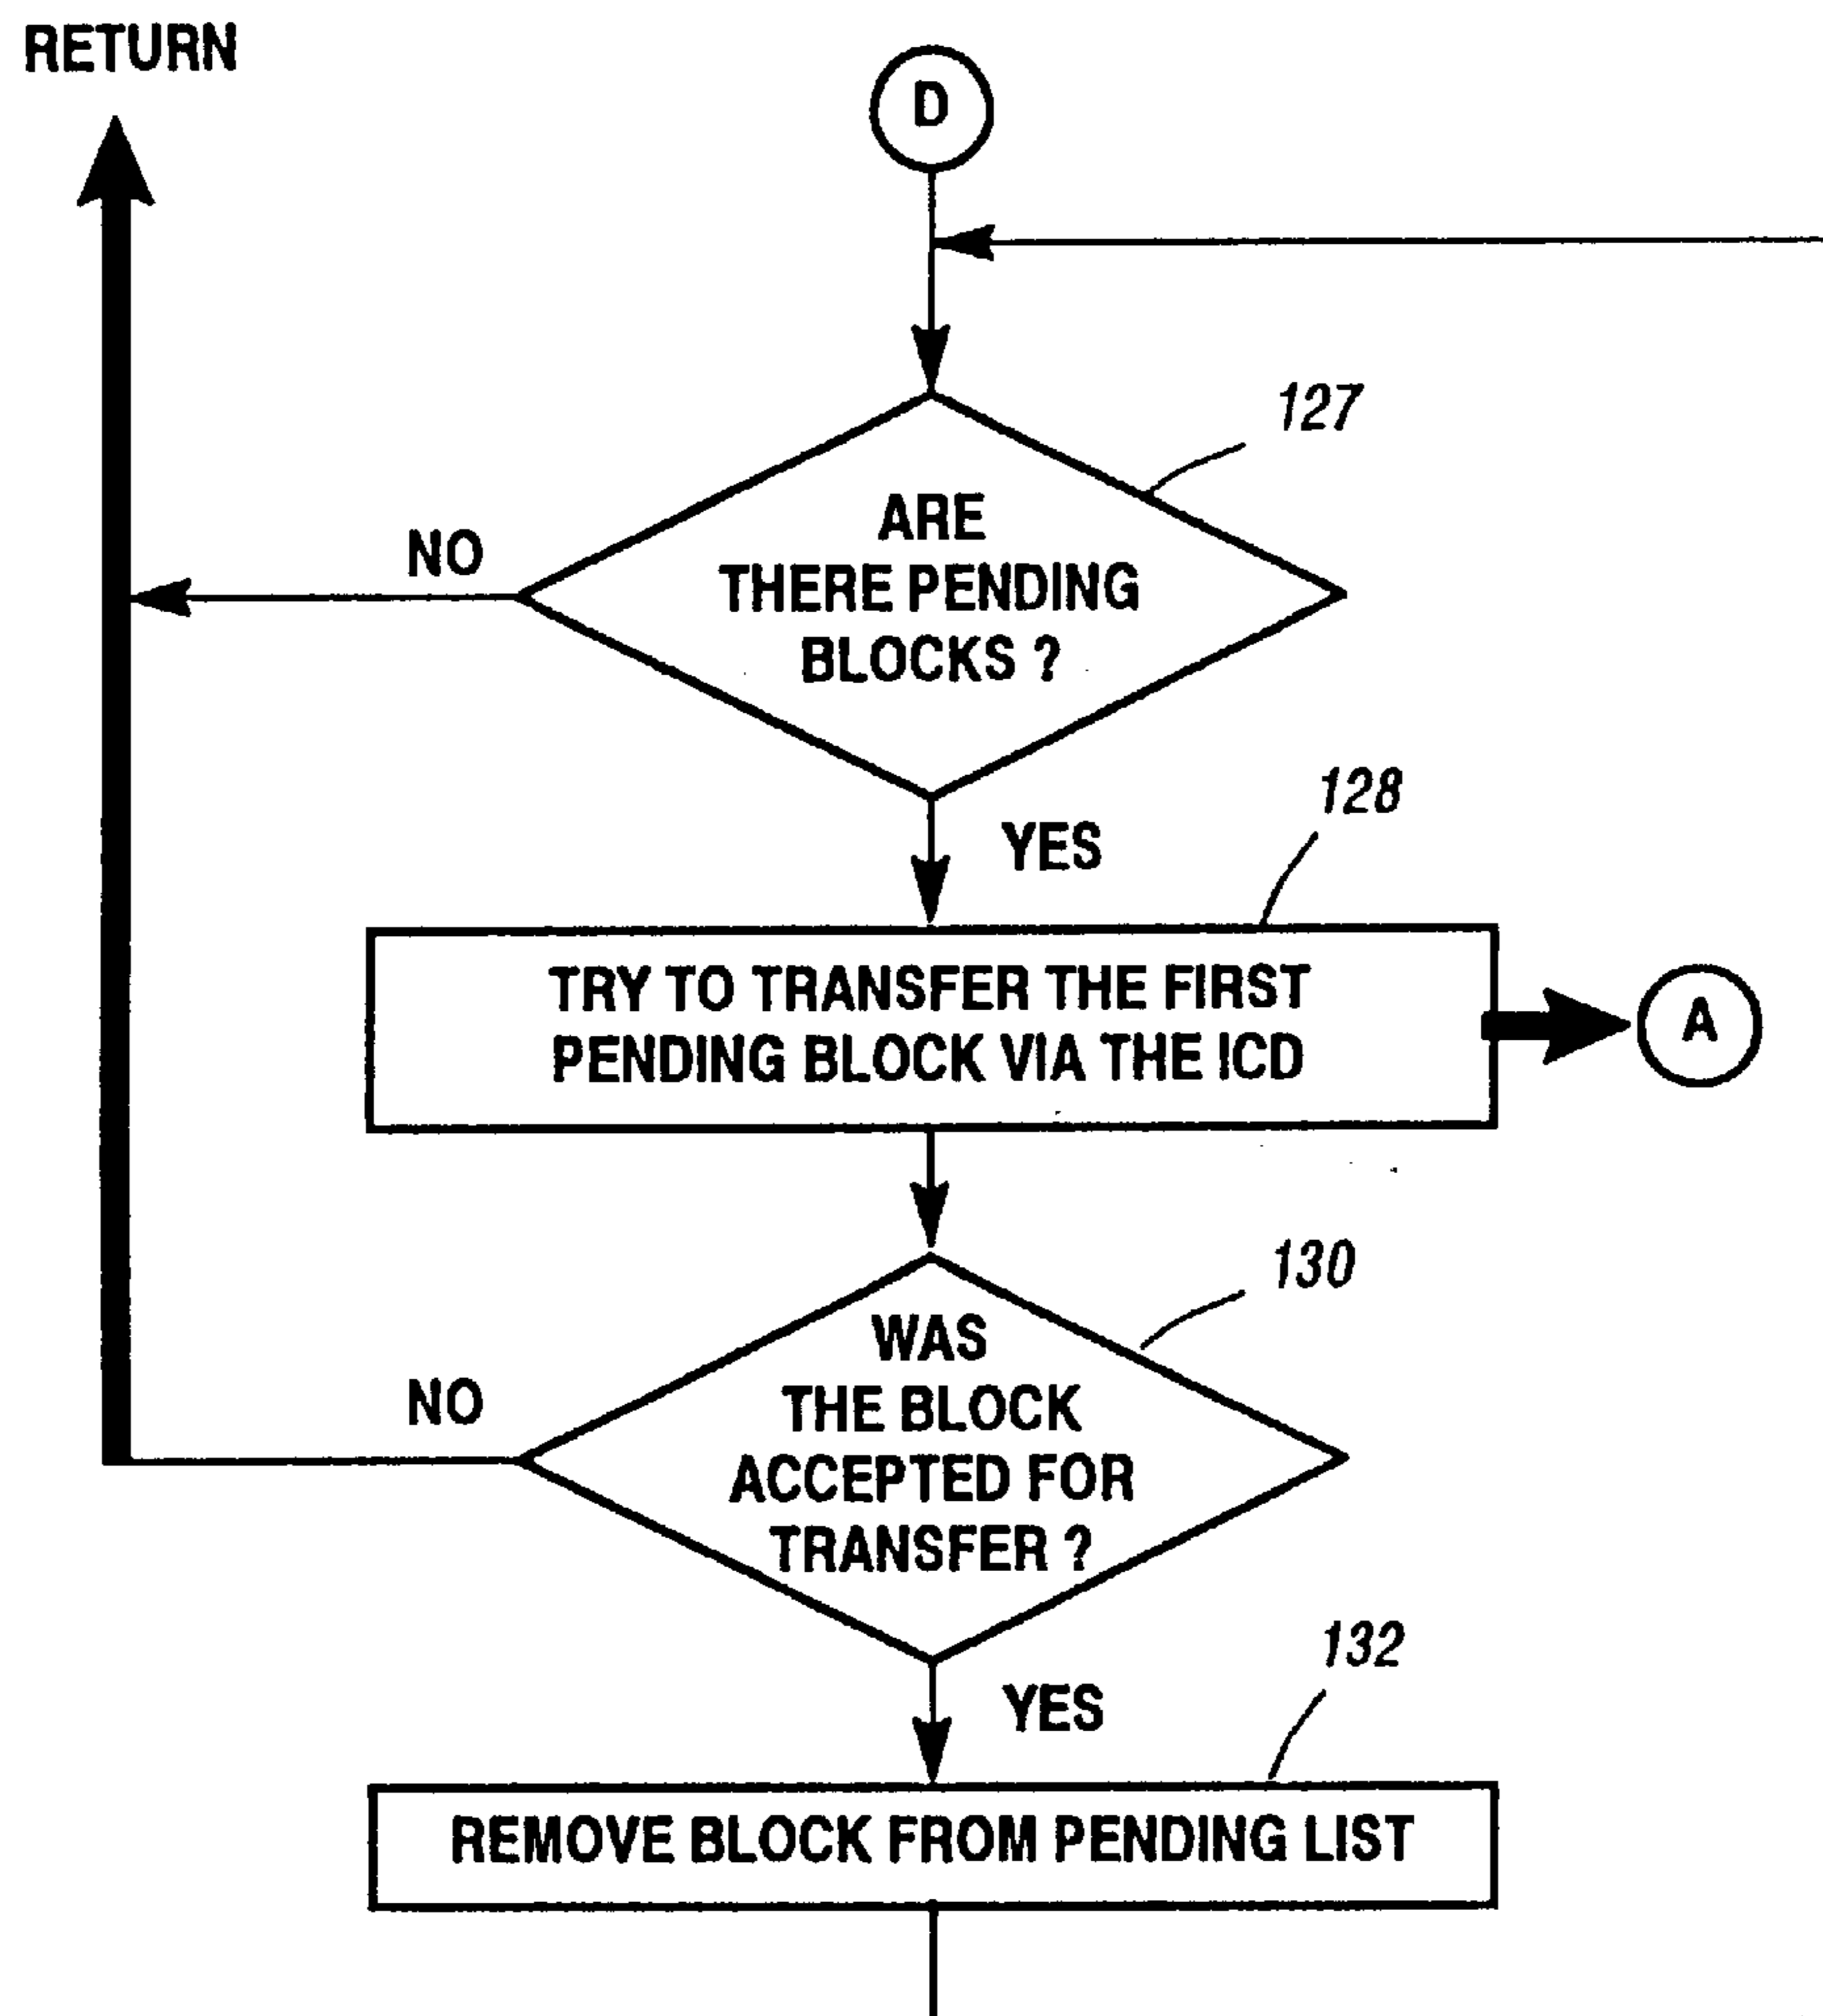 RETURN
D
127
ARE
THERE PENDING
BLOCKS ?
NO
YES
128
TRY TO TRANSFER THE FIRST
PENDING BLOCK VIA THE ICD
A
130
WAS
THE BLOCK
ACCEPTED FOR
TRANSFER ?
NO
YES
132
REMOVE BLOCK FROM PENDING LIST